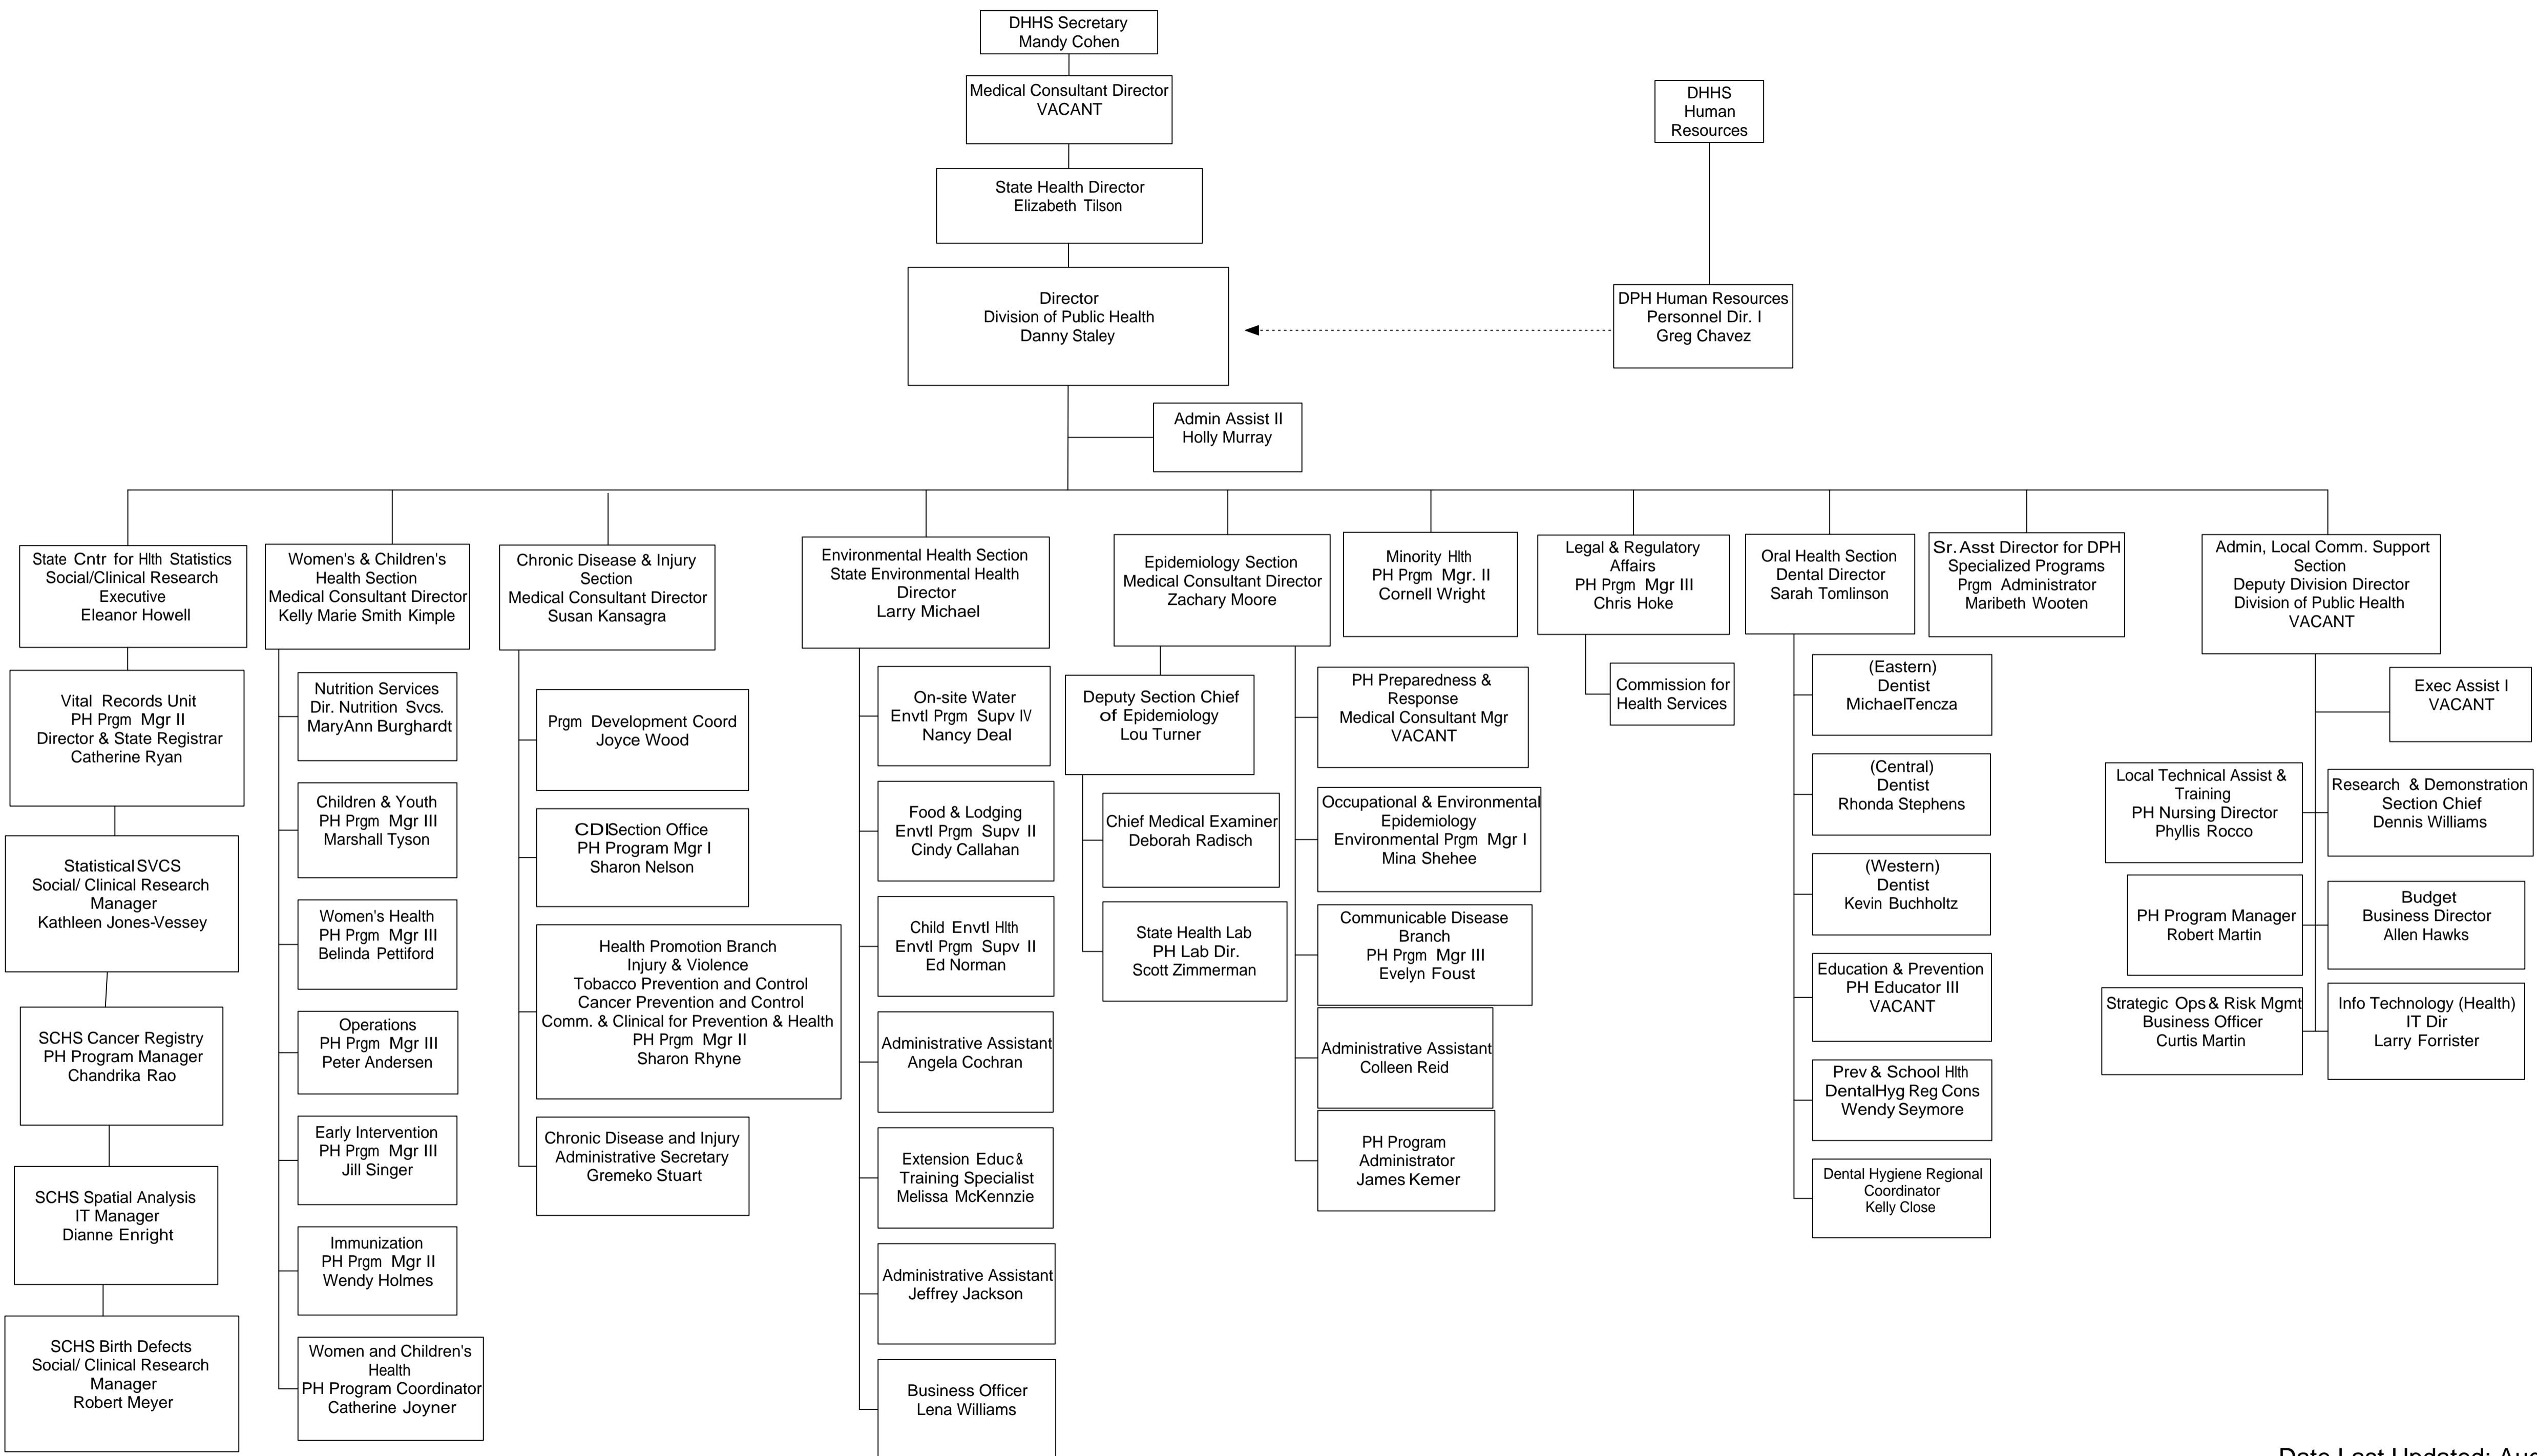 DHHS Secretary
Mandy Cohen
Medical Consultant Director
VACANT
DHHS
Human
Resources
State Health Director
Elizabeth Tilson
Director
Division of Public Health
Danny Staley
DPH Human Resources
Personnel Dir. I
Greg Chavez
Admin Assist II
Holly Murray
State Cntr for Hlth Statistics
Social/Clinical Research
Executive
Eleanor Howell
Vital Records Unit
PH Prgm Mgr II
Director & State Registrar
Catherine Ryan
Statistical SVCS
Social/ Clinical Research
Manager
Kathleen Jones-Vessey
SCHS Cancer Registry
PH Program Manager
Chandrika Rao
SCHS Spatial Analysis
IT Manager
Dianne Enright
SCHS Birth Defects
Social/ Clinical Research
Manager
Robert Meyer
Women's & Children's
Health Section
Medical Consultant Director
Kelly Marie Smith Kimple
Nutrition Services
Dir. Nutrition Svcs.
MaryAnn Burghardt
Children & Youth
PH Prgm Mgr III
Marshall Tyson
Women's Health
PH Prgm Mgr III
Belinda Pettiford
Operations
PH Prgm Mgr III
Peter Andersen
Early Intervention
PH Prgm Mgr III
Jill Singer
Immunization
PH Prgm Mgr II
Wendy Holmes
Women and Children's
Health
PH Program Coordinator
Catherine Joyner
Chronic Disease & Injury
Section
Medical Consultant Director
Susan Kansagra
Prgm Development Coord
Joyce Wood
CDI Section Office
PH Program Mgr I
Sharon Nelson
Health Promotion Branch
Injury & Violence
Tobacco Prevention and Control
Cancer Prevention and Control
Comm. & Clinical for Prevention & Health
PH Prgm Mgr II
Sharon Rhyne
Chronic Disease and Injury
Administrative Secretary
Gremeko Stuart
Environmental Health Section
State Environmental Health
Director
Larry Michael
On-site Water
Envtl Prgm Supv IV
Nancy Deal
Food & Lodging
Envtl Prgm Supv II
Cindy Callahan
Child Envtl Hlth
Envtl Prgm Supv II
Ed Norman
Administrative Assistant
Angela Cochran
Extension Educ &
Training Specialist
Melissa McKennzie
Administrative Assistant
Jeffrey Jackson
Business Officer
Lena Williams
Epidemiology Section
Medical Consultant Director
Zachary Moore
Deputy Section Chief
of Epidemiology
Lou Turner
Chief Medical Examiner
Deborah Radisch
State Health Lab
PH Lab Dir.
Scott Zimmerman
PH Preparedness &
Response
Medical Consultant Mgr
VACANT
Occupational & Environmental
Epidemiology
Environmental Prgm Mgr I
Mina Shehee
Communicable Disease
Branch
PH Prgm Mgr III
Evelyn Foust
Administrative Assistant
Colleen Reid
PH Program
Administrator
James Kemer
Minority Hlth
PH Prgm Mgr. II
Cornell Wright
Legal & Regulatory
Affairs
PH Prgm Mgr III
Chris Hoke
Commission for
Health Services
Oral Health Section
Dental Director
Sarah Tomlinson
(Eastern)
Dentist
MichaelTencza
(Central)
Dentist
Rhonda Stephens
(Western)
Dentist
Kevin Buchholtz
Education & Prevention
PH Educator III
VACANT
Prev & School Hlth
DentalHyg Reg Cons
Wendy Seymore
Dental Hygiene Regional
Coordinator
Kelly Close
Sr. Asst Director for DPH
Specialized Programs
Prgm Administrator
Maribeth Wooten
Admin, Local Comm. Support
Section
Deputy Division Director
Division of Public Health
VACANT
Exec Assist I
VACANT
Local Technical Assist &
Training
PH Nursing Director
Phyllis Rocco
Research & Demonstration
Section Chief
Dennis Williams
PH Program Manager
Robert Martin
Budget
Business Director
Allen Hawks
Strategic Ops & Risk Mgmt
Business Officer
Curtis Martin
Info Technology (Health)
IT Dir
Larry Forrister
Date Last Updated: